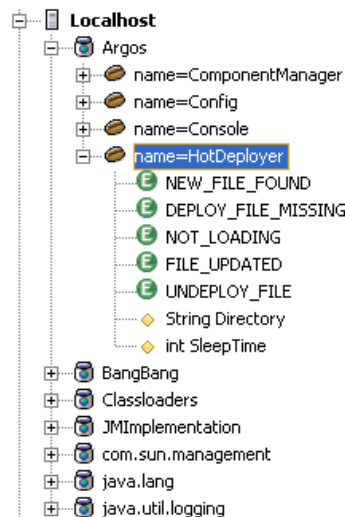 Localhost
Argos
name=ComponentManager
name=Config
name=Console
name=HotDeployer
E NEW_FILE_FOUND
E DEPLOY_FILE_MISSING
E NOT_LOADING
E FILE_UPDATED
E UNDEPLOY_FILE
String Directory
int SleepTime
BangBang
Classloaders
JMImplementation
com.sun.management
java.lang
java.util.logging